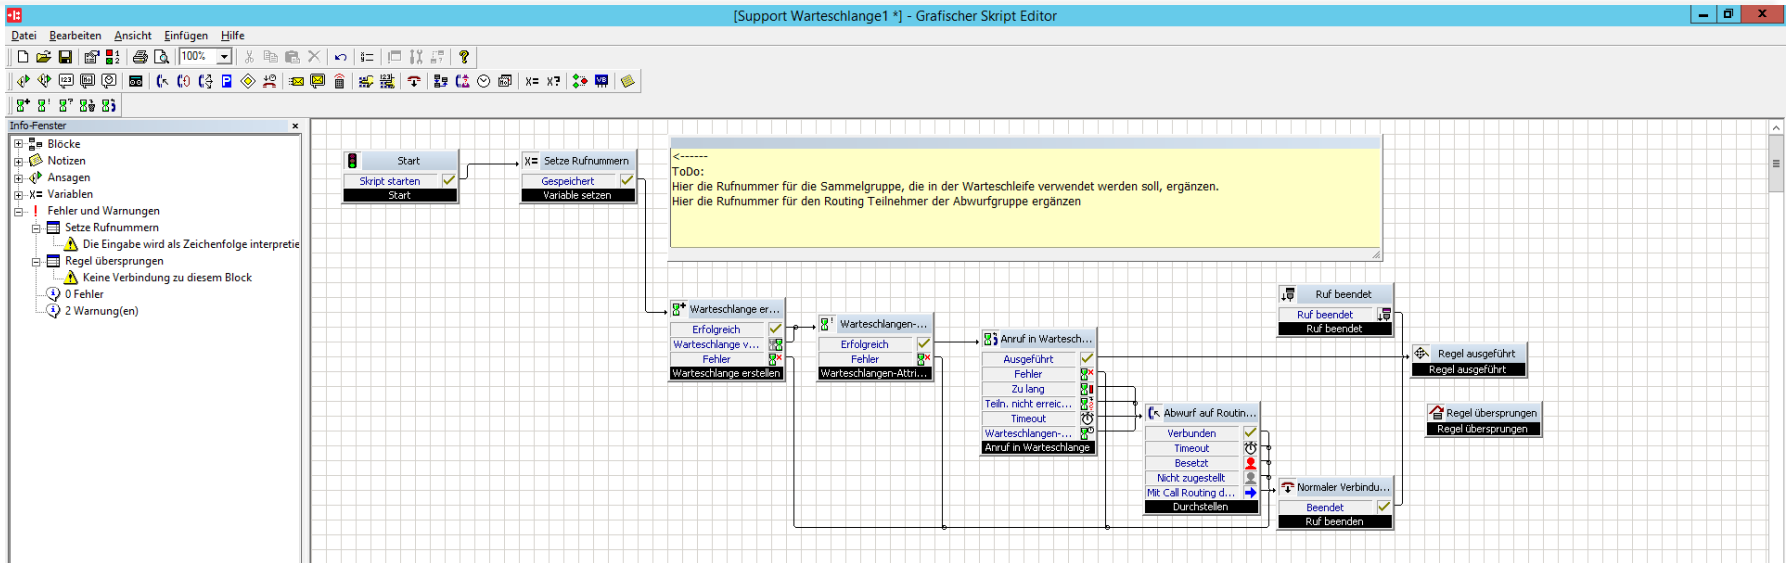 [Support Warteschlange1 *] - Grafischer Skript Editor
Datei Bearbeiten Ansicht Einfügen Hilfe
100%
Info-Fenster
Blöcke
Notizen
Ansagen
X= Variablen
Fehler und Warnungen
Setze Rufnummern
Die Eingabe wird als Zeichenfolge interpretie
Regel übersprungen
Keine Verbindung zu diesem Block
0 Fehler
2 Warnung(en)
Start
Skript starten
Start
X= Setze Rufnummern
Gespeichert
Variable setzen
<------
ToDo:
Hier die Rufnummer für die Sammelgruppe, die in der Warteschleife verwendet werden soll, ergänzen.
Hier die Rufnummer für den Routing Teilnehmer der Abwurfgruppe ergänzen
Warteschlange er...
Erfolgreich
Warteschlange v...
Fehler
Warteschlange erstellen
Warteschlangen-...
Erfolgreich
Fehler
Warteschlangen-Attri...
Anruf in Wartesch...
Ausgeführt
Fehler
Zu lang
Teiln. nicht erreic...
Timeout
Warteschlangen-...
Anruf in Warteschlange
Abwurf auf Routin...
Verbunden
Timeout
Besetzt
Nicht zugestellt
Mit Call Routing d...
Durchstellen
Ruf beendet
Ruf beendet
Ruf beendet
Regel ausgeführt
Regel ausgeführt
Regel übersprungen
Regel übersprungen
Normaler Verbindu...
Beendet
Ruf beenden